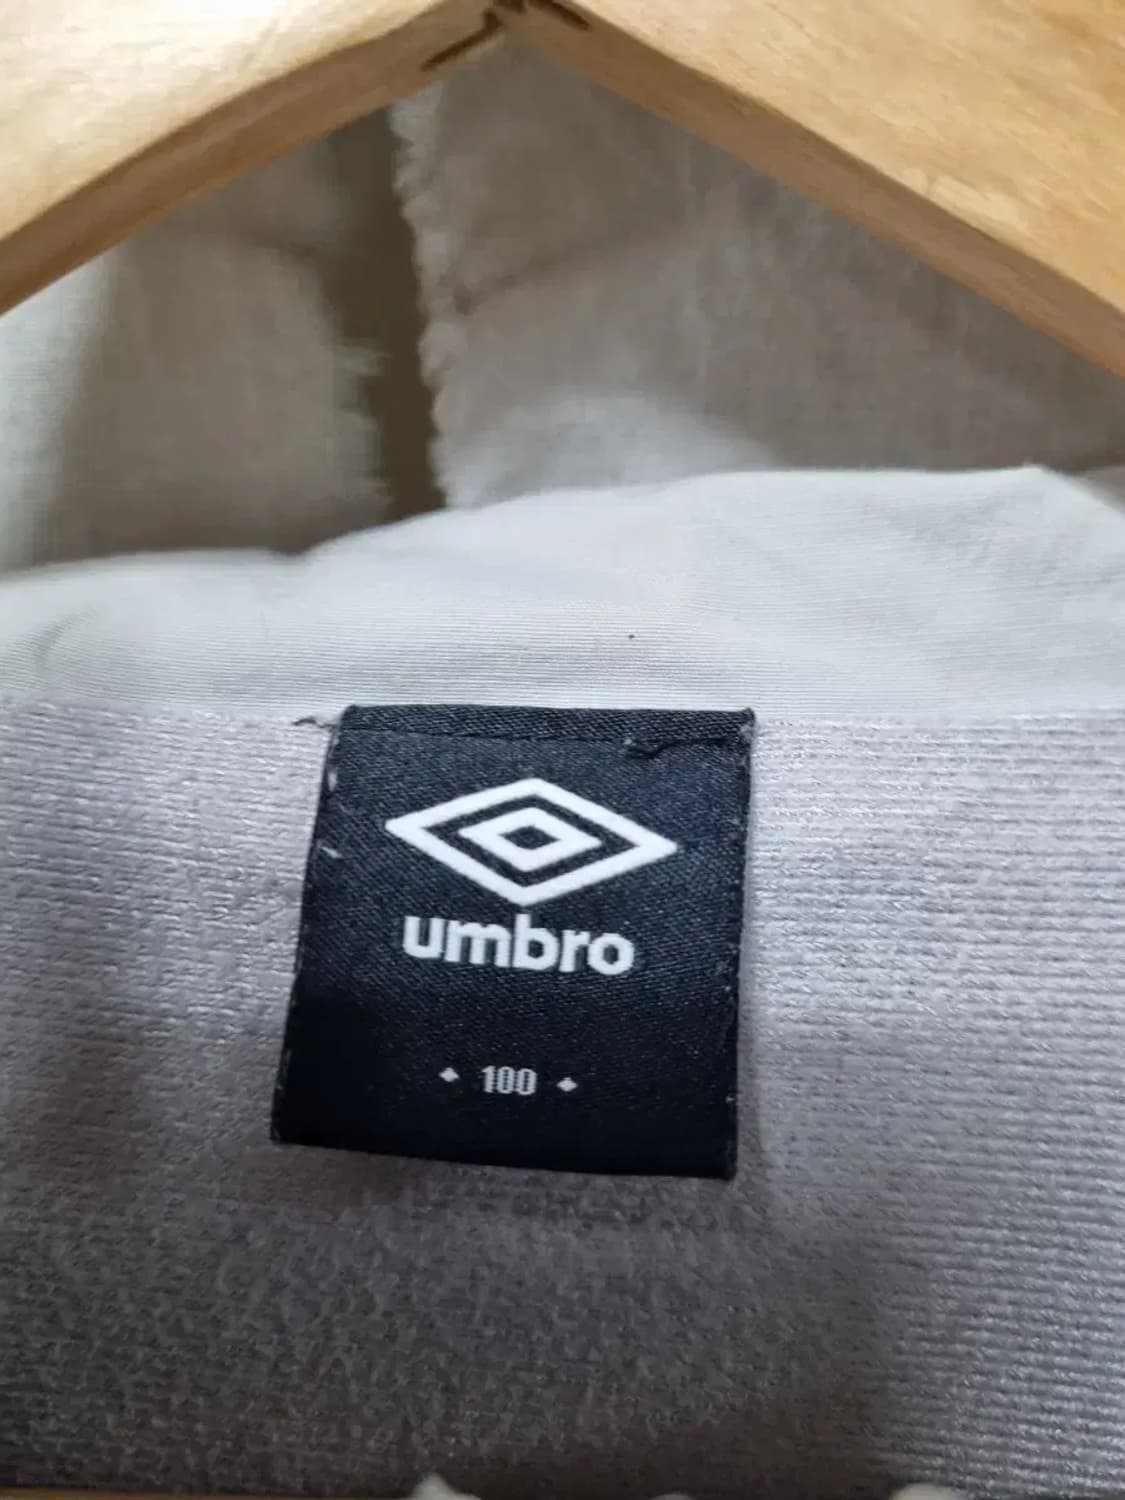 umbro
✦ 100 ✦